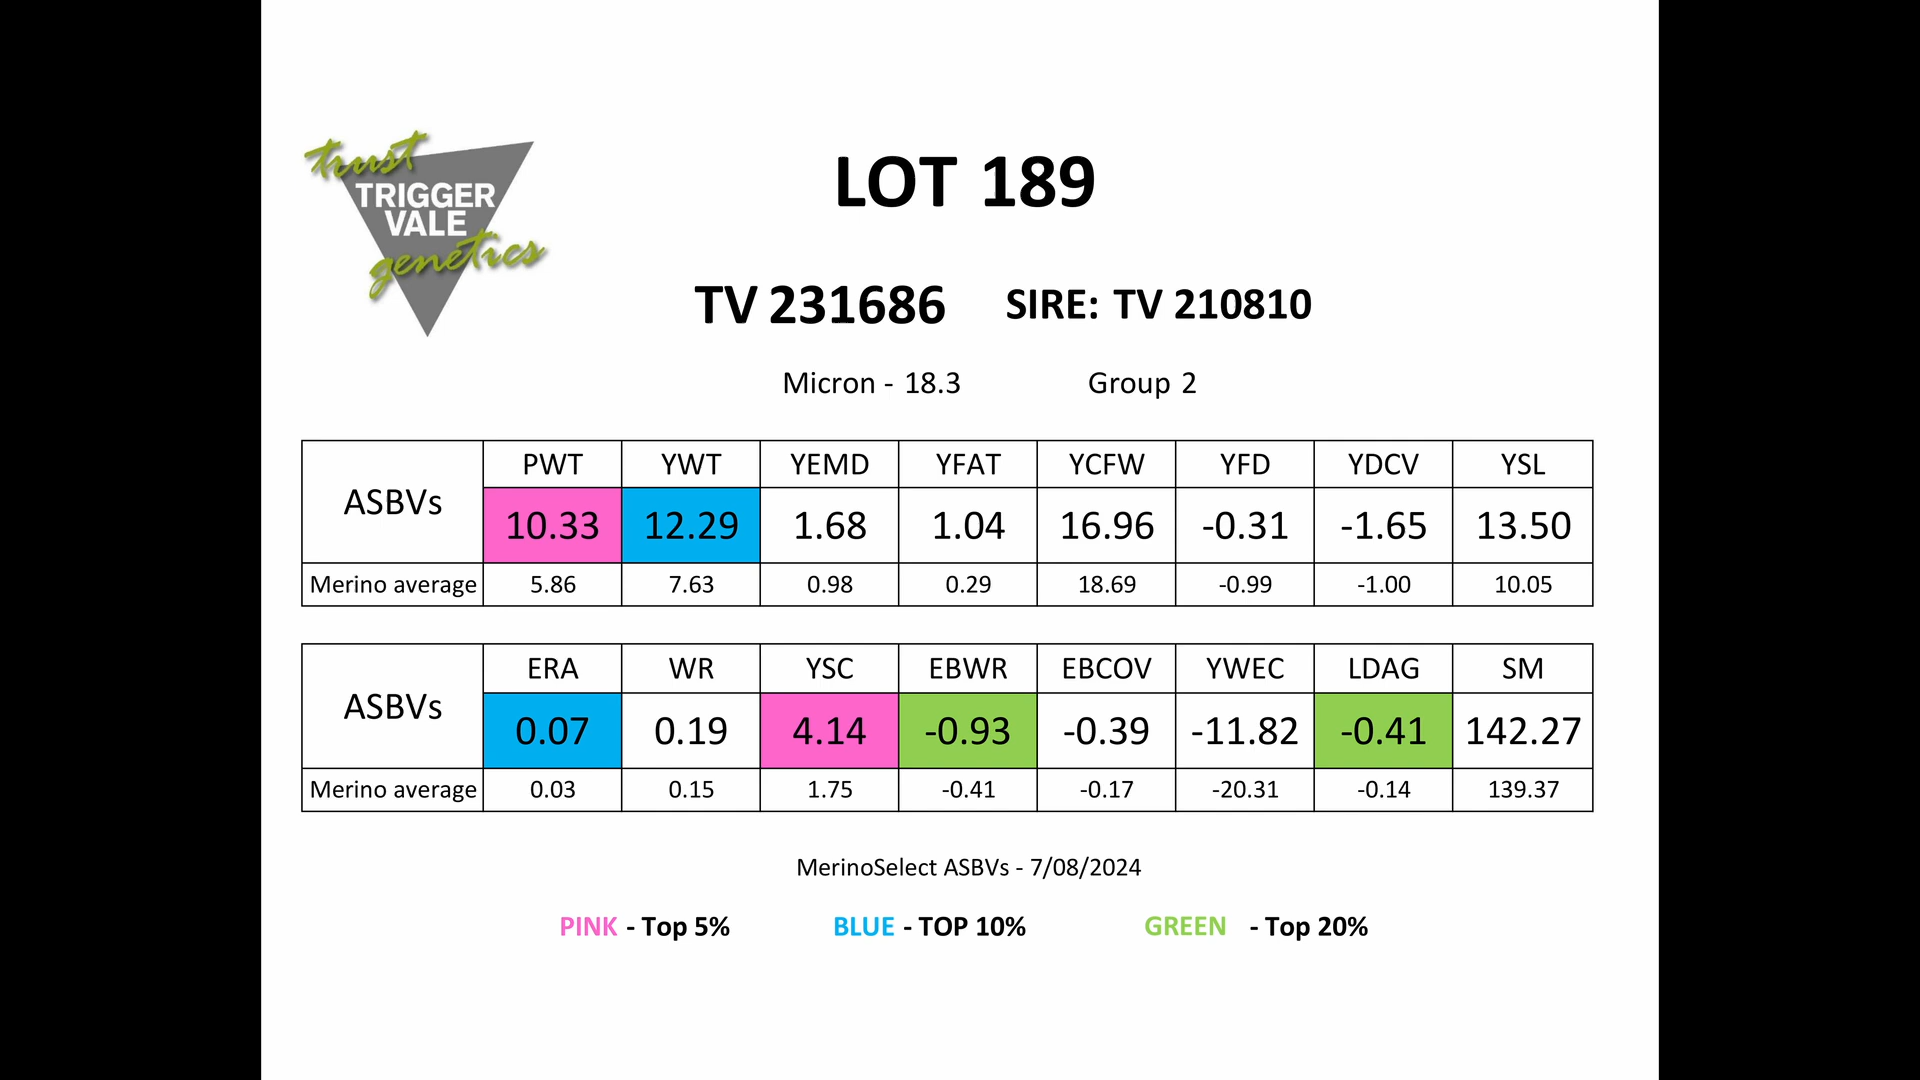 trust
TRIGGER
VALE
genetics
LOT 189
TV 231686 SIRE: TV 210810
Micron - 18.3 Group 2
ASBVs PWT YWT YEMD YFAT YCFW YFD YDCV YSL
10.33 12.29 1.68 1.04 16.96 -0.31 -1.65 13.50
Merino average 5.86 7.63 0.98 0.29 18.69 -0.99 -1.00 10.05
ASBVs ERA WR YSC EBWR EBCOV YWEC LDAG SM
0.07 0.19 4.14 -0.93 -0.39 -11.82 -0.41 142.27
Merino average 0.03 0.15 1.75 -0.41 -0.17 -20.31 -0.14 139.37
MerinoSelect ASBVs - 7/08/2024
PINK - Top 5% BLUE - TOP 10% GREEN - Top 20%